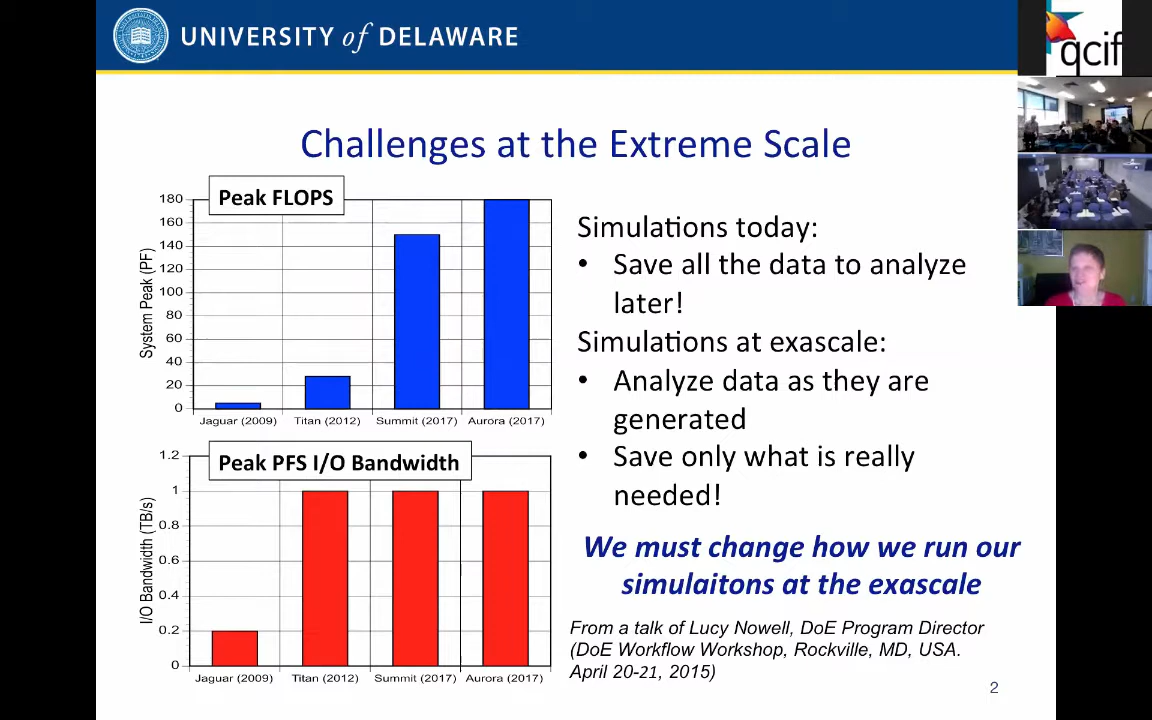 UNIVERSITY of DELAWARE
qcif
Challenges at the Extreme Scale
Peak FLOPS
System Peak (PF)
180
160
140
120
100
80
60
40
20
0
Jaguar (2009) Titan (2012) Summit (2017) Aurora (2017)
Peak PFS I/O Bandwidth
I/O Bandwidth (TB/s)
1.2
1
0.8
0.6
0.4
0.2
0
Jaguar (2009) Titan (2012) Summit (2017) Aurora (2017)
Simulations today:
• Save all the data to analyze
later!
Simulations at exascale:
• Analyze data as they are
generated
• Save only what is really
needed!
We must change how we run our
simulaitons at the exascale
From a talk of Lucy Nowell, DoE Program Director
(DoE Workflow Workshop, Rockville, MD, USA.
April 20-21, 2015)
2